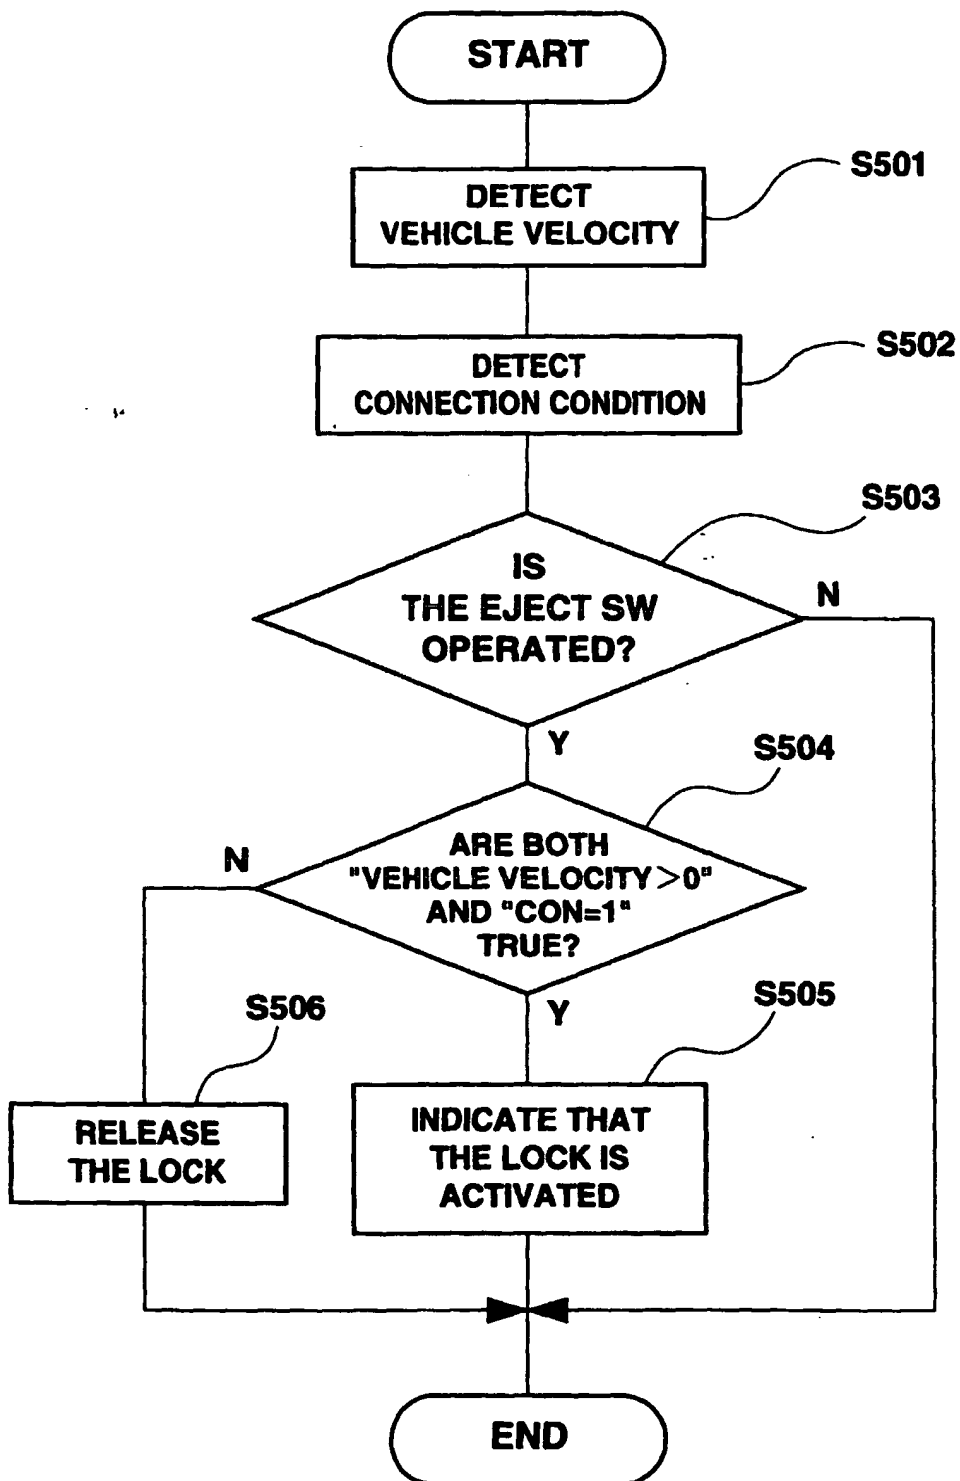 START
S501
DETECT
VEHICLE VELOCITY
S502
DETECT
CONNECTION CONDITION
S503
IS
THE EJECT SW
OPERATED?
N
Y
S504
ARE BOTH
"VEHICLE VELOCITY>0"
AND "CON=1"
TRUE?
N
Y
S505
S506
INDICATE THAT
THE LOCK IS
ACTIVATED
RELEASE
THE LOCK
END